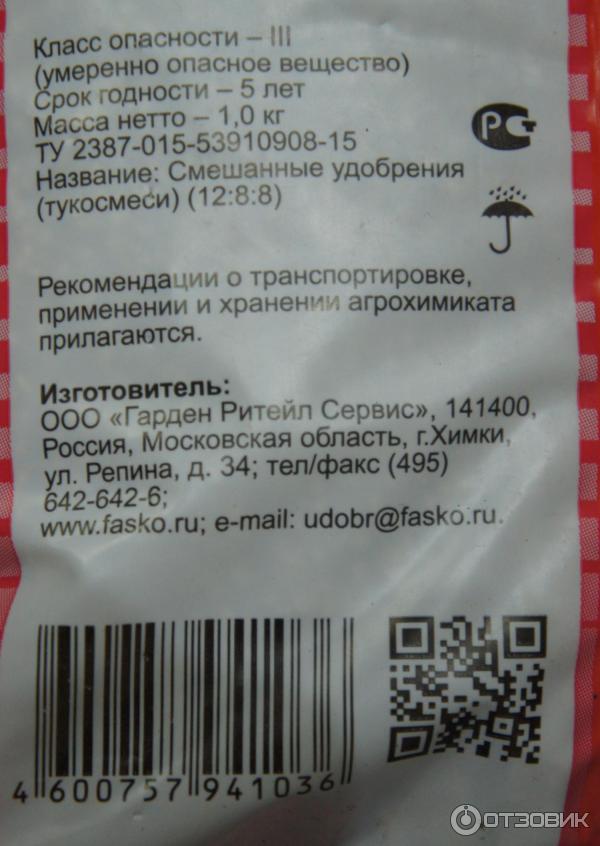 Класс опасности – III
(умеренно опасное вещество)
Срок годности – 5 лет
Масса нетто – 1,0 кг
ТУ 2387-015-53910908-15
Название: Смешанные удобрения
(тукосмеси) (12:8:8)
РСТ
Рекомендации о транспортировке,
применении и хранении агрохимиката
прилагаются.
Изготовитель:
ООО «Гарден Ритейл Сервис», 141400,
Россия, Московская область, г.Химки,
ул. Репина, д. 34; тел/факс (495)
642-642-6;
www.fasko.ru; e-mail: udobr@fasko.ru.
4 600757 941036
ОТЗОВИК